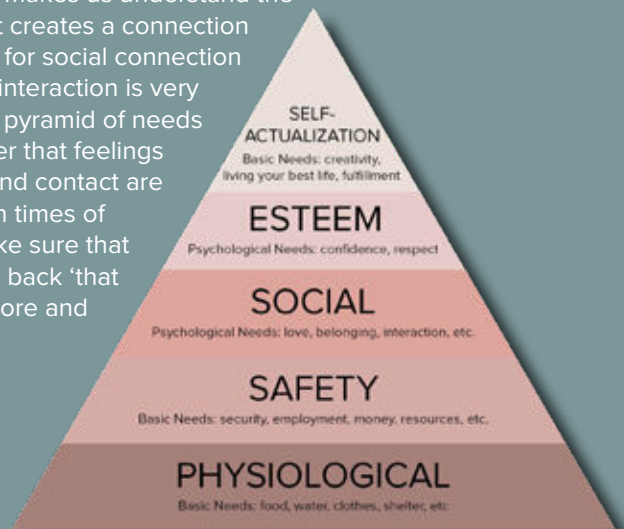 makes us understand the
t creates a connection
for social connection
interaction is very
pyramid of needs
er that feelings
nd contact are
n times of
ke sure that
back ‘that
ore and
SELF-
ACTUALIZATION
Basic Needs: creativity,
living your best life, fulfillment
ESTEEM
Psychological Needs: confidence, respect
SOCIAL
Psychological Needs: love, belonging, interaction, etc.
SAFETY
Basic Needs: security, employment, money, resources, etc.
PHYSIOLOGICAL
Basic Needs: food, water, clothes, shelter, etc